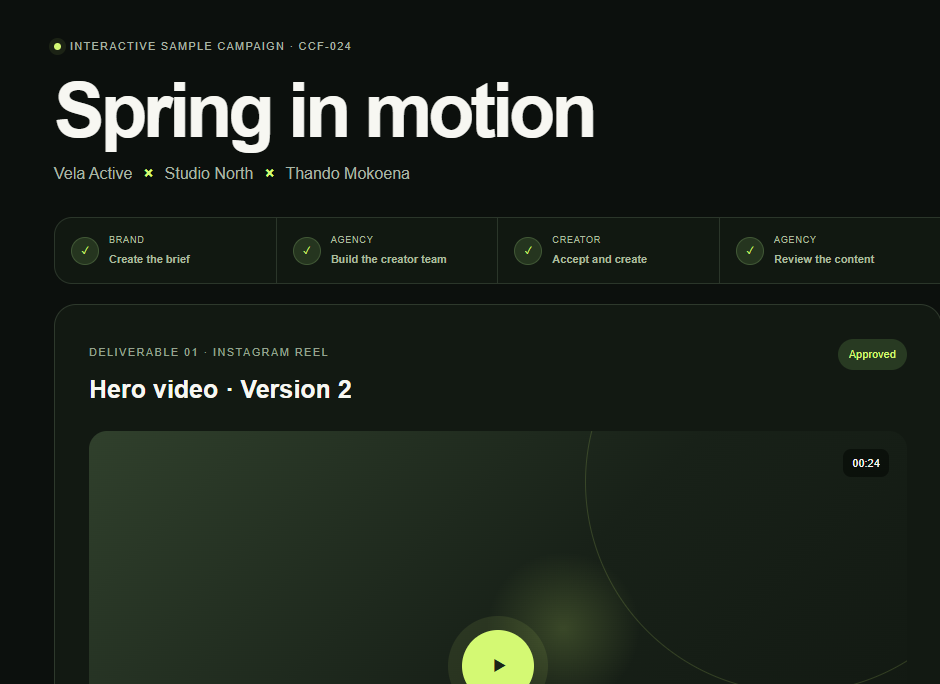 INTERACTIVE SAMPLE CAMPAIGN · CCF-024
Spring in motion
Vela Active × Studio North × Thando Mokoena
✓ BRAND
Create the brief
✓ AGENCY
Build the creator team
✓ CREATOR
Accept and create
✓ AGENCY
Review the content
DELIVERABLE 01 · INSTAGRAM REEL
Approved
Hero video · Version 2
00:24